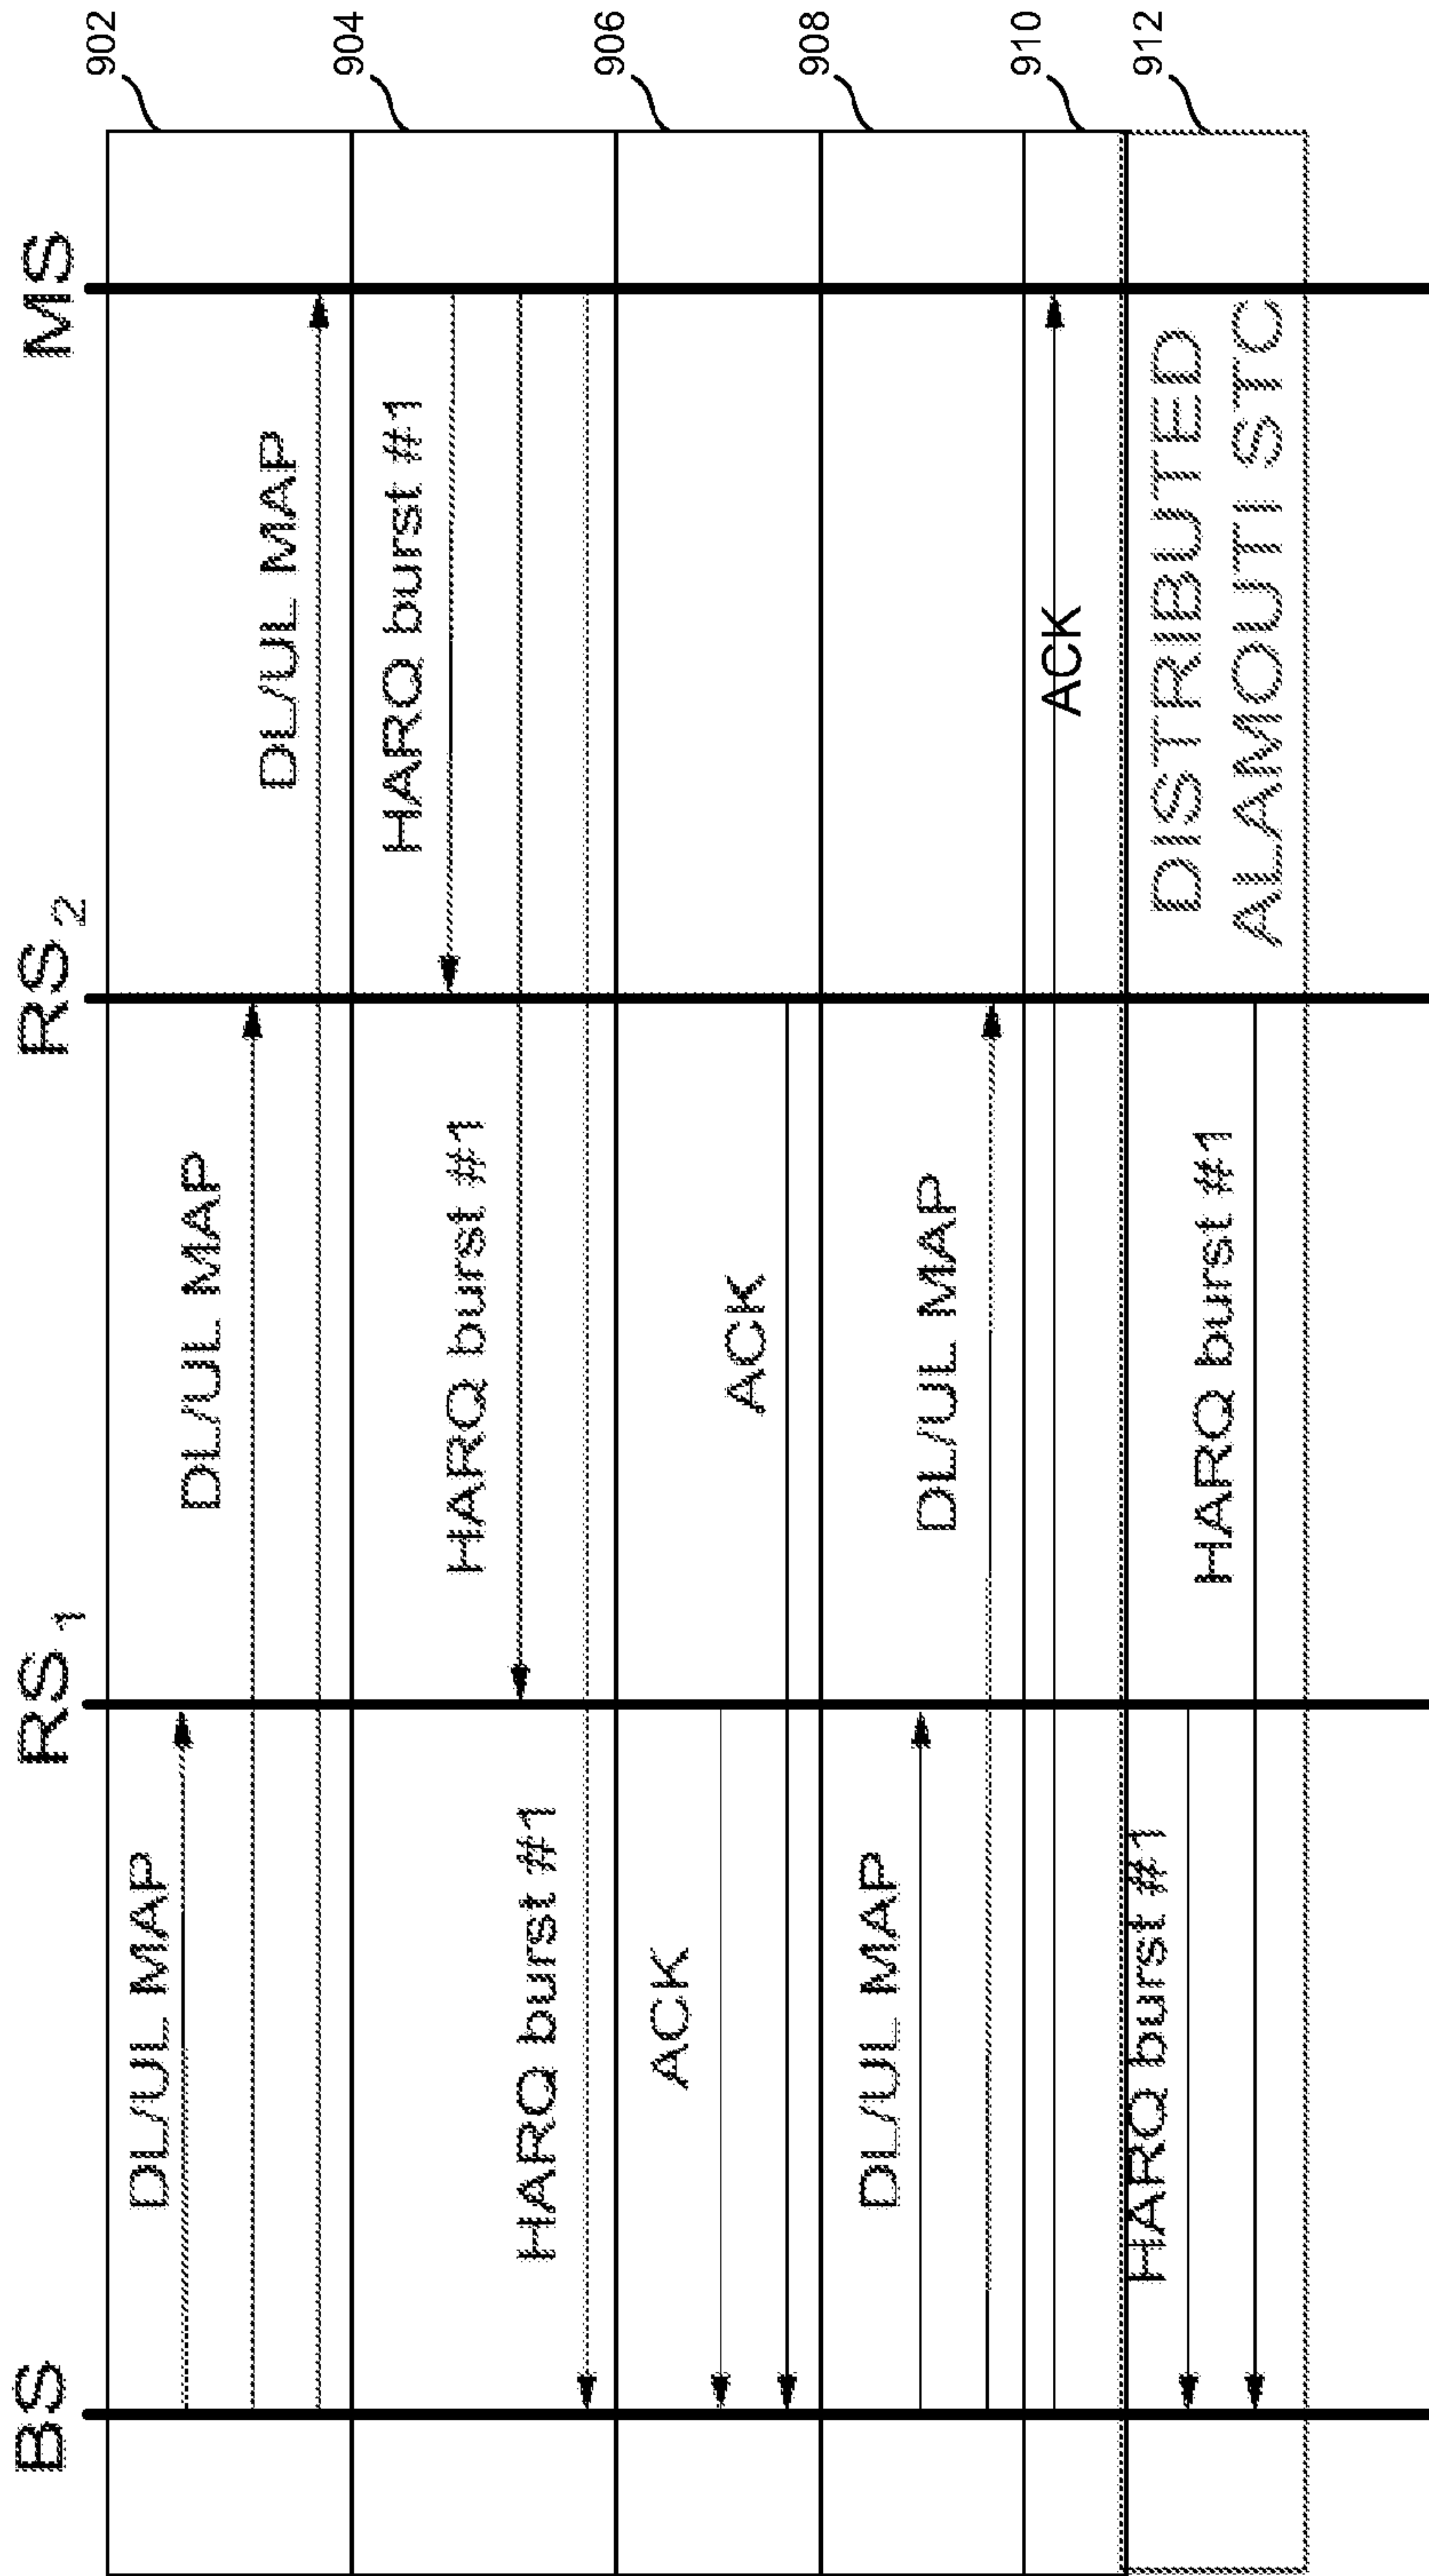 BS
RS 1
RS 2
MS
902
DL/UL MAP
DL/UL MAP
DL/UL MAP
904
HARQ burst #1
HARQ burst #1
HARQ burst #1
906
ACK
ACK
908
DL/UL MAP
DL/UL MAP
910
ACK
912
HARQ burst #1
HARQ burst #1
DISTRIBUTED
ALAMOUTI STC